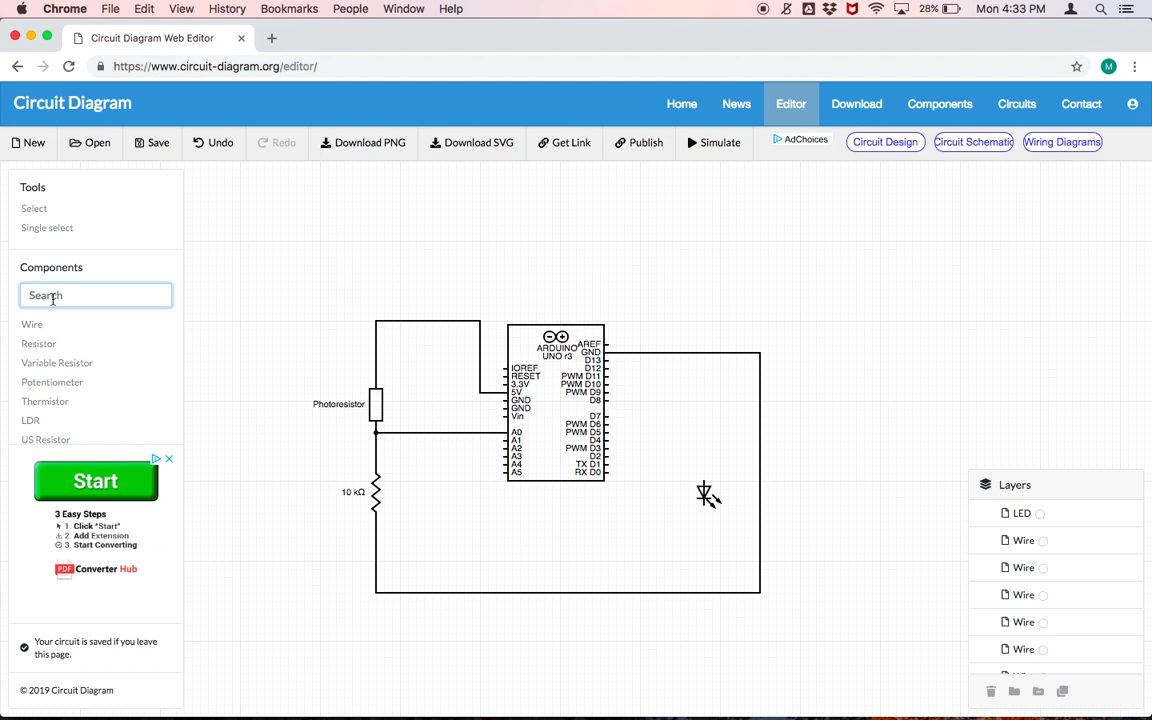 Chrome File Edit View History Bookmarks People Window Help 28% Mon 4:33 PM
Circuit Diagram Web Editor
https://www.circuit-diagram.org/editor/ M
Circuit Diagram Home News Editor Download Components Circuits Contact
New Open Save Undo Redo Download PNG Download SVG Get Link Publish Simulate AdChoices Circuit Design Circuit Schematic Wiring Diagrams
Tools
Select
Single select
Components
Search
Wire
Resistor
Variable Resistor
Potentiometer
Thermistor
LDR
US Resistor
Start
3 Easy Steps
1. Click "Start"
2. Add Extension
3. Start Converting
PDF Converter Hub
Your circuit is saved if you leave
this page.
© 2019 Circuit Diagram
Photoresistor
10 kΩ
ARDUINO
UNO r3
IOREF
RESET
3.3V
5V
GND
GND
Vin
A0
A1
A2
A3
A4
A5
AREF
GND
D13
D12
PWM D11
PWM D10
PWM D9
D8
D7
PWM D6
PWM D5
D4
PWM D3
D2
TX D1
RX D0
Layers
LED
Wire
Wire
Wire
Wire
Wire